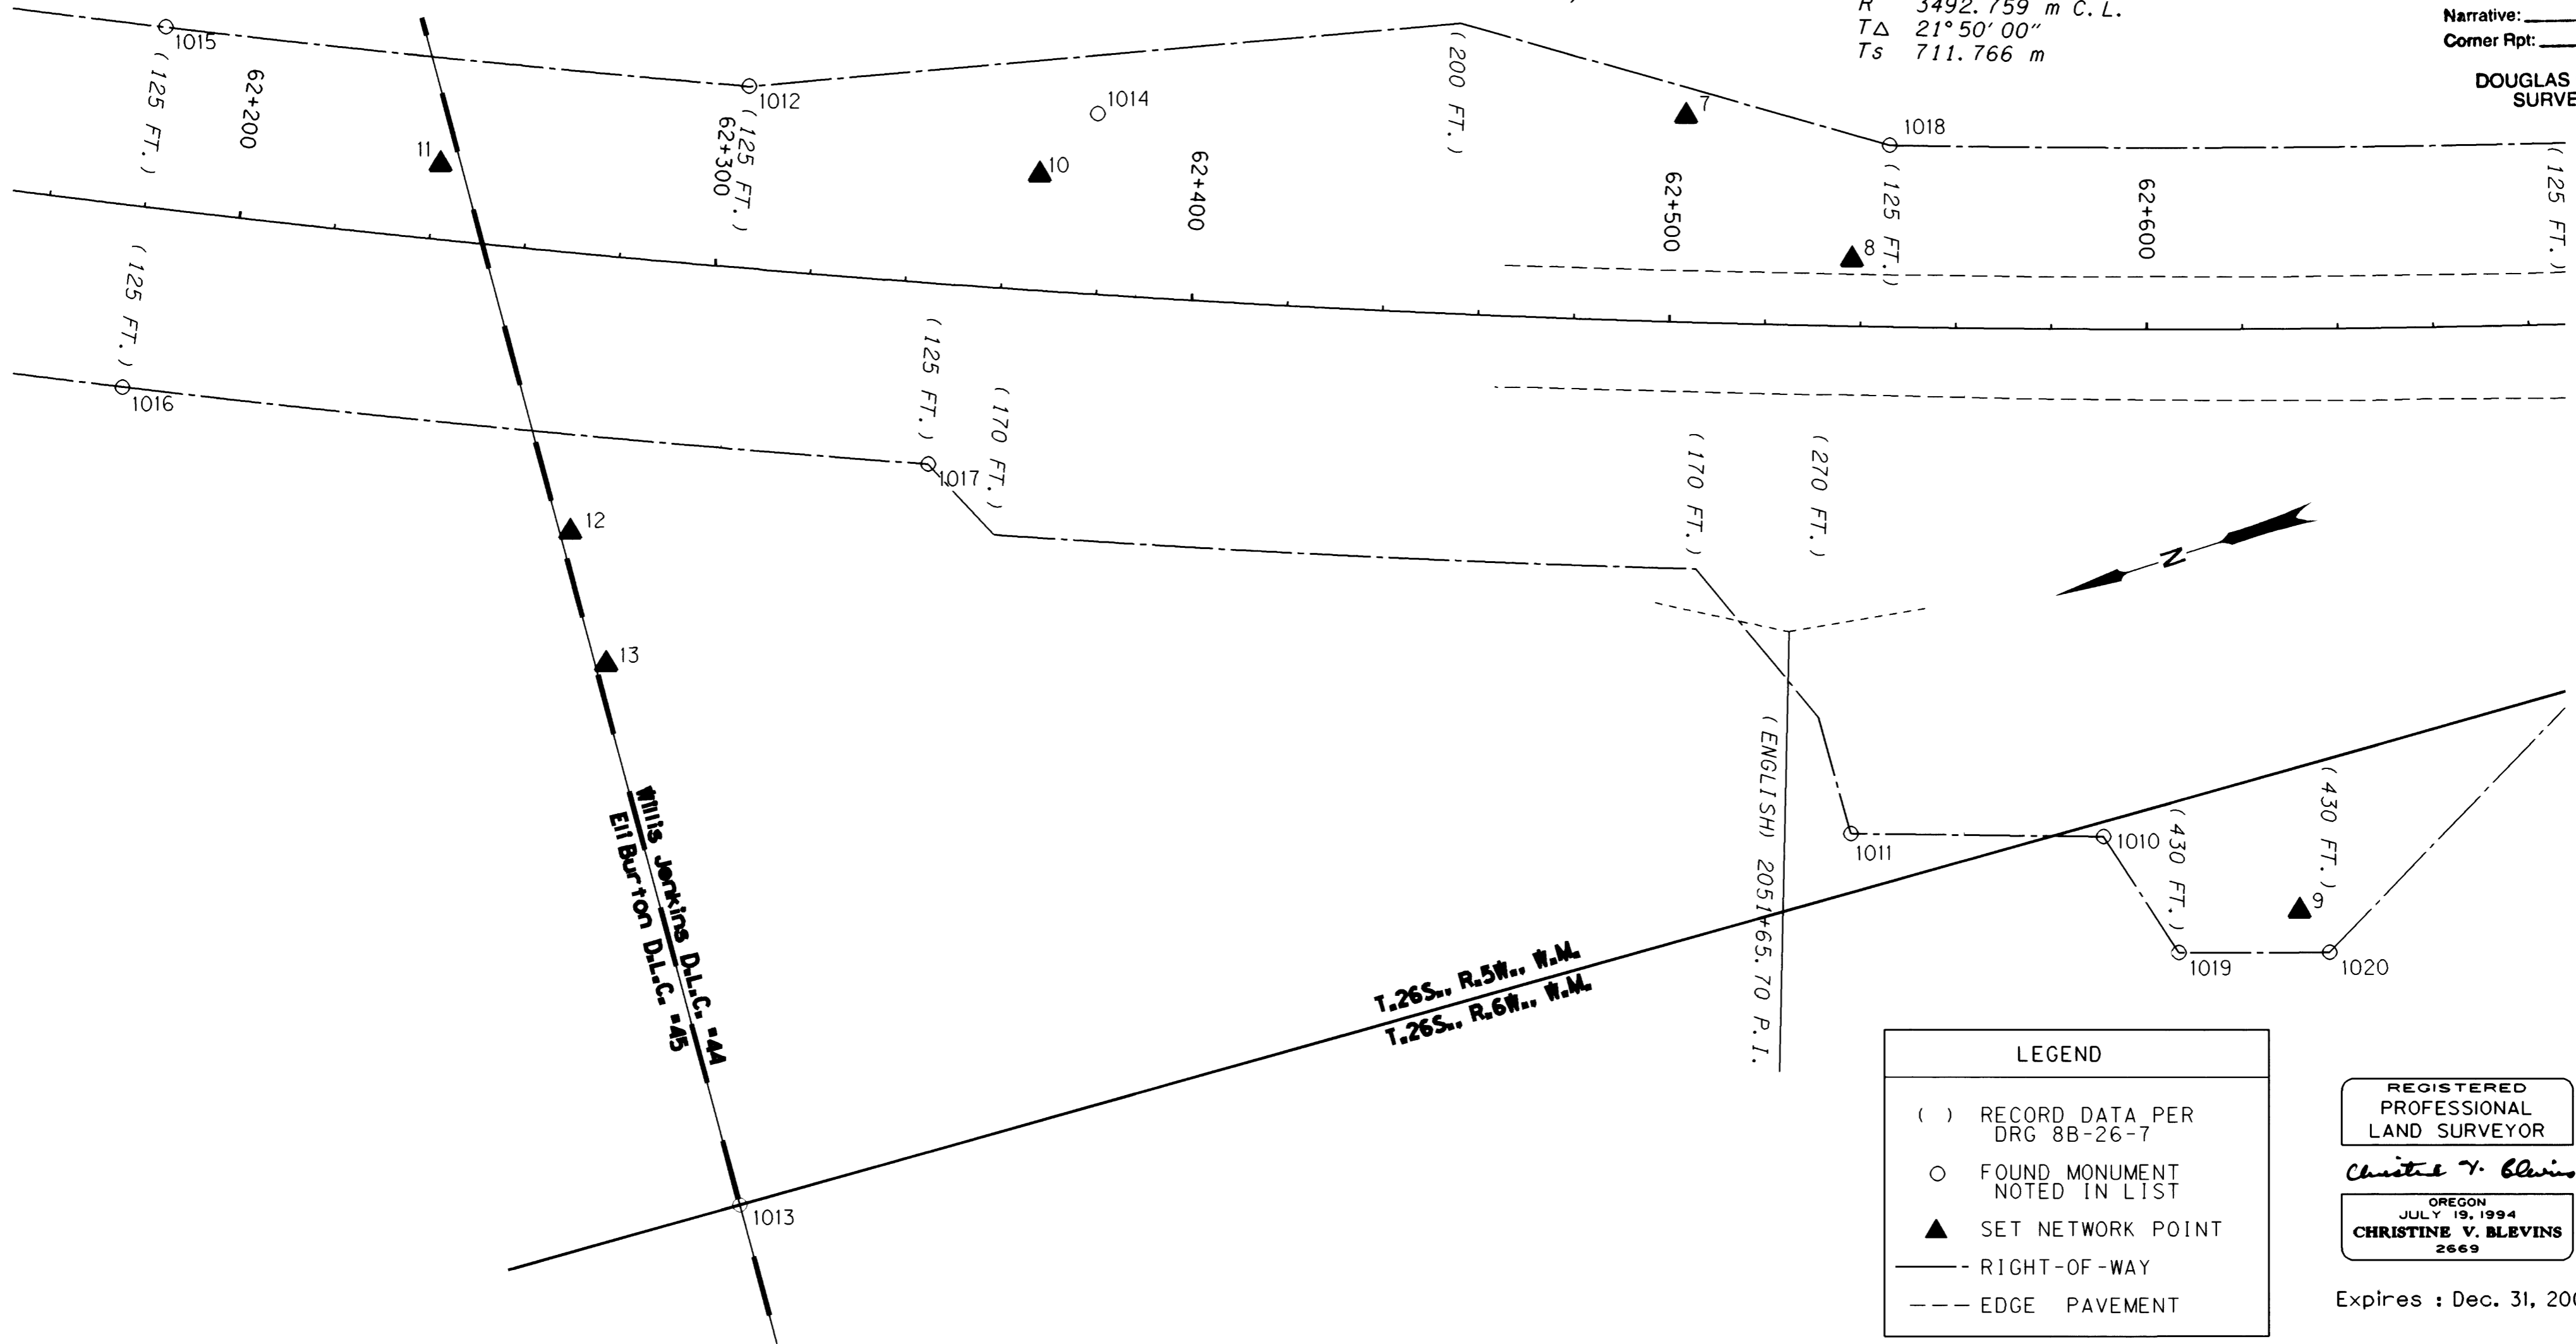 R 3492.759 m C.L.
T△ 21°50'00"
Ts 711.766 m
Narrative:
Corner Rpt:
DOUGLAS
SURVE
1015
(125 FT.)
62+200
11
1012
(125 FT.)
62+300
1014
10
62+400
(200 FT.)
7
62+500
8
1018
(125 FT.)
62+600
(125 FT.)
(125 FT.)
1016
(125 FT.)
1017
(170 FT.)
(170 FT.)
(270 FT.)
N
12
13
Willis Jenkins D.L.C. #44
Eli Burton D.L.C. #45
(ENGLISH) 2051+65.70 P.I.
1011
1010
(430 FT.)
(430 FT.)
9
1019
1020
T.26S., R.5W., W.M.
T.26S., R.6W., W.M.
1013
LEGEND
( ) RECORD DATA PER
DRG 8B-26-7
FOUND MONUMENT
NOTED IN LIST
SET NETWORK POINT
RIGHT-OF-WAY
EDGE PAVEMENT
REGISTERED
PROFESSIONAL
LAND SURVEYOR
Christine V. Blevins
OREGON
JULY 19, 1994
CHRISTINE V. BLEVINS
2669
Expires : Dec. 31, 200